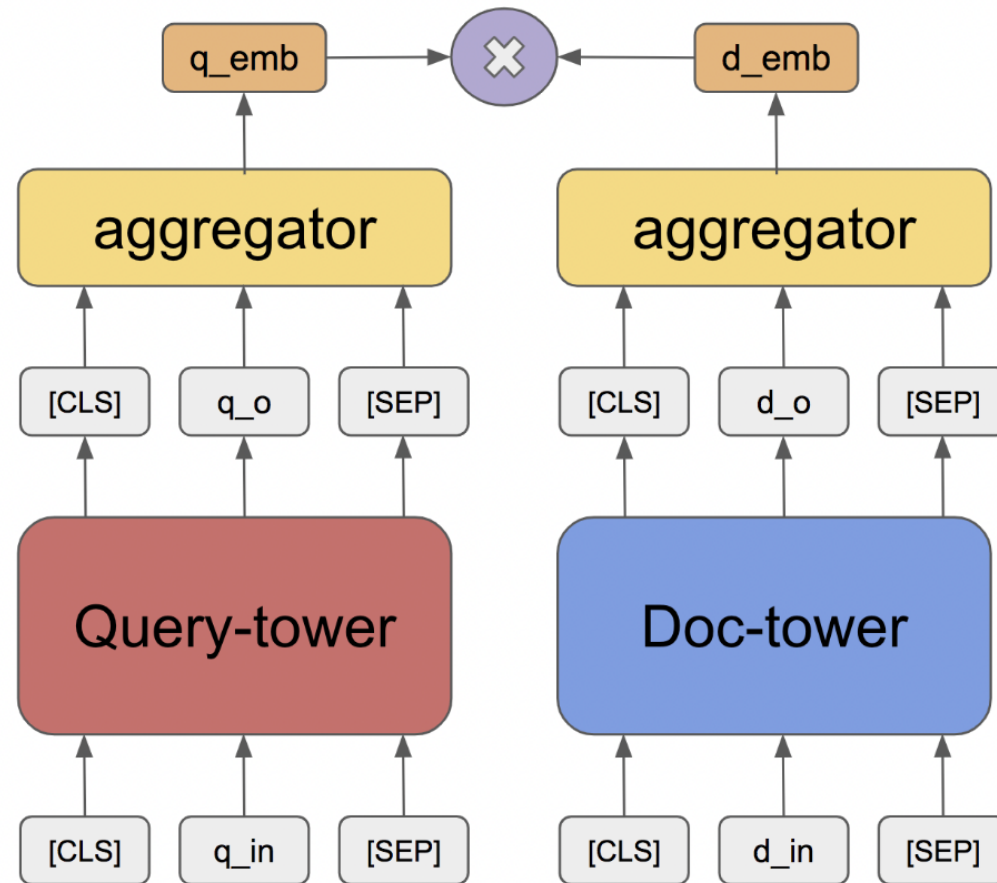 q_emb
d_emb
aggregator
aggregator
[CLS]
q_o
[SEP]
[CLS]
d_o
[SEP]
Query-tower
Doc-tower
[CLS]
q_in
[SEP]
[CLS]
d_in
[SEP]